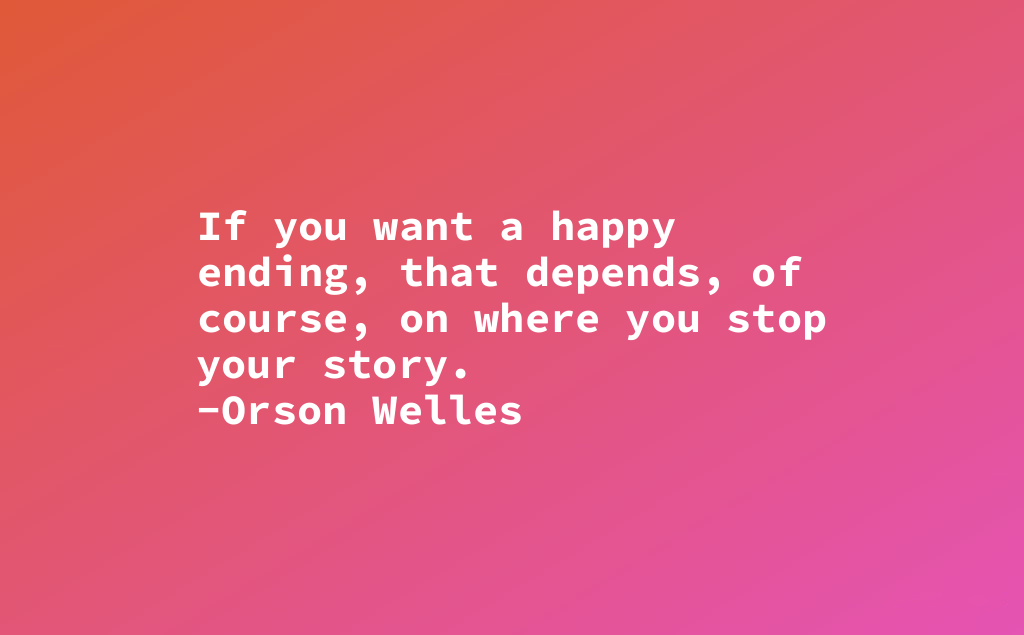 If you want a happy
ending, that depends, of
course, on where you stop
your story.
-Orson Welles